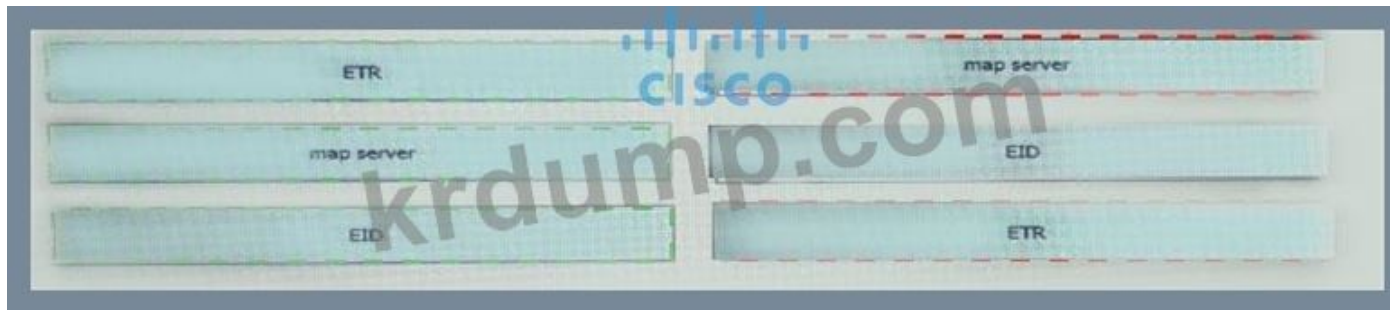 CISCO
ETR
map server
map server
EID
EID
ETR
krdump.com